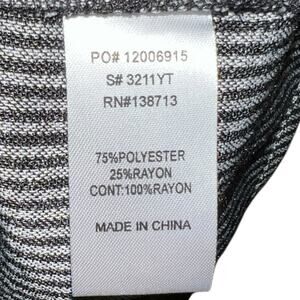 PO# 12006915
S# 3211YT
RN#138713
75%POLYESTER
25%RAYON
CONT:100%RAYON
MADE IN CHINA